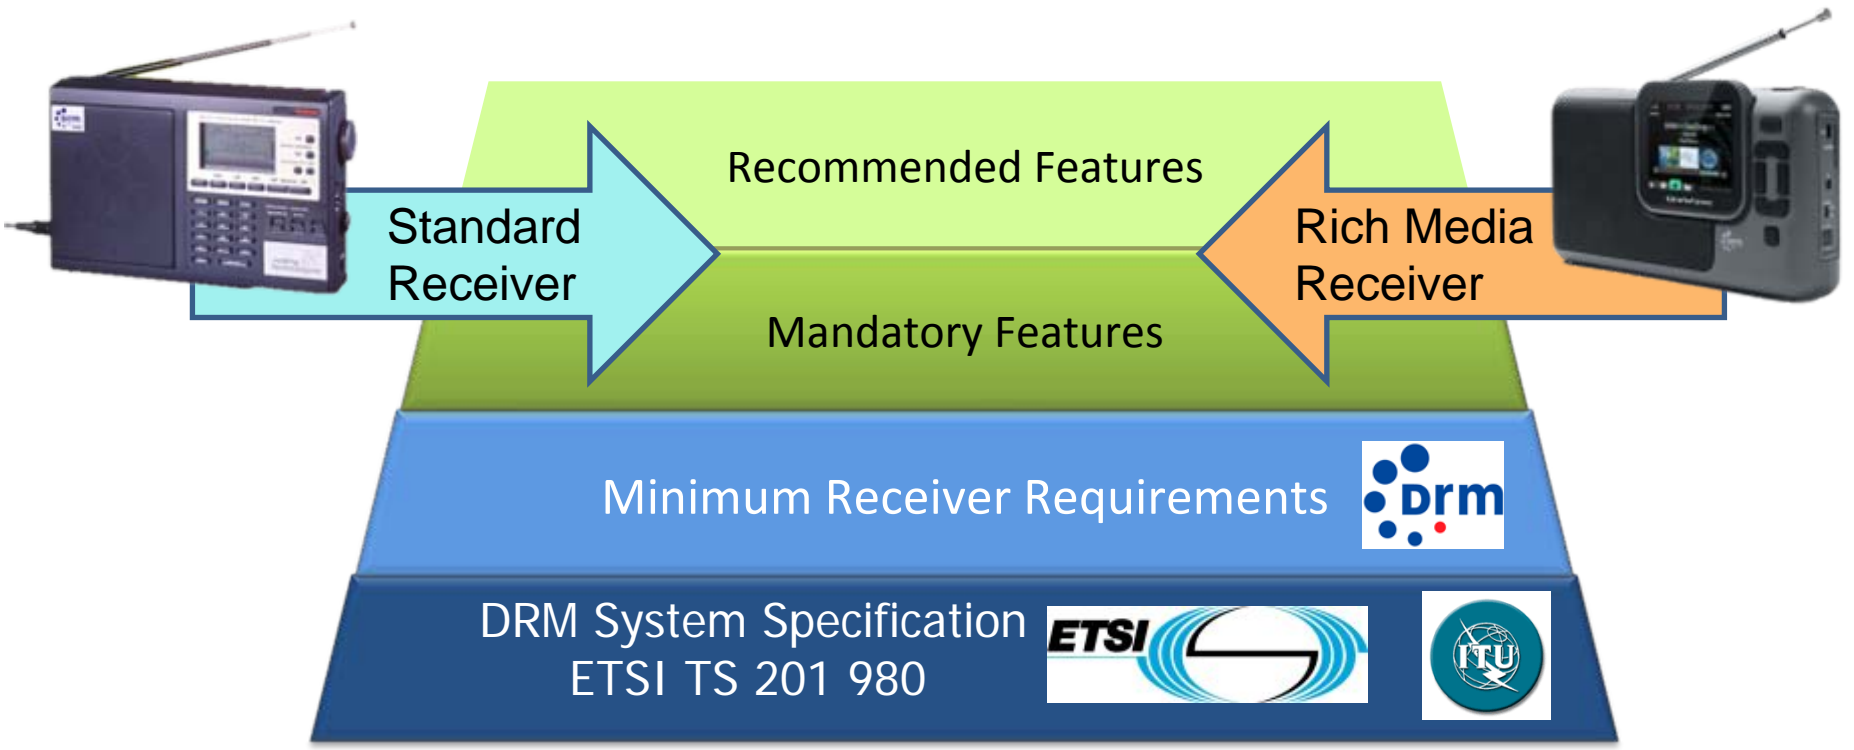 Recommended Features
Standard
Receiver
Rich Media
Receiver
Mandatory Features
Minimum Receiver Requirements
Drm
DRM System Specification
ETSI TS 201 980
ETSI
ITU
drm